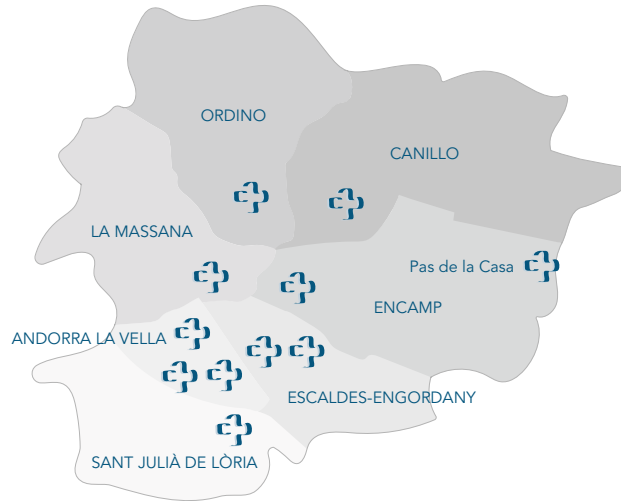 ORDINO
CANILLO
LA MASSANA
Pas de la Casa
ENCAMP
ANDORRA LA VELLA
ESCALDES-ENGORDANY
SANT JULIÀ DE LÒRIA